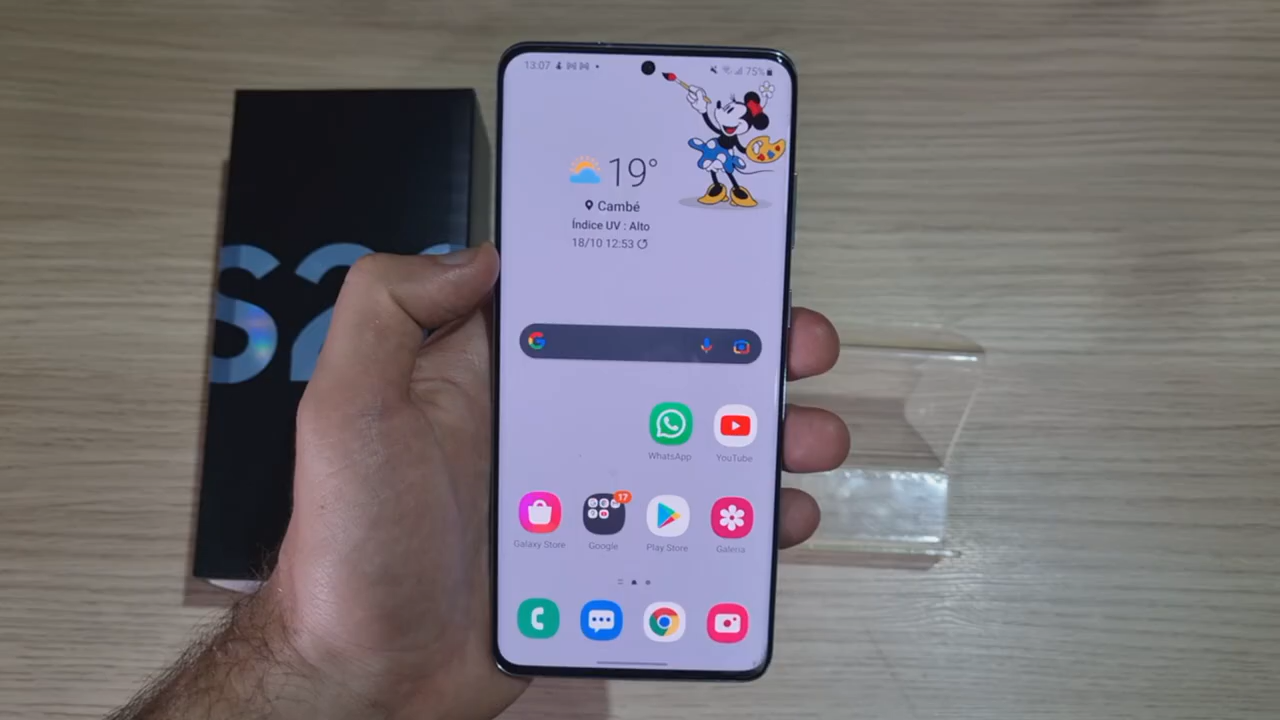 13:07
75%
19°
Cambé
Índice UV : Alto
18/10 12:53
S2
G
WhatsApp
YouTube
17
Galaxy Store
Google
Play Store
Galeria